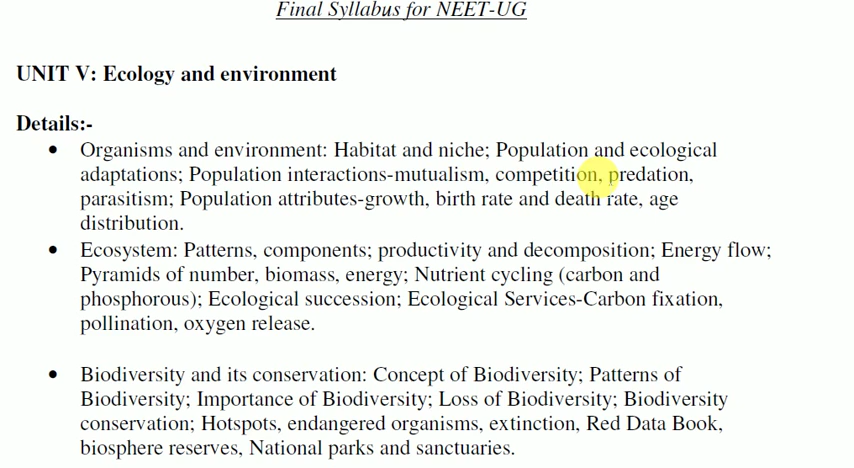 Final Syllabus for NEET-UG
UNIT V: Ecology and environment
Details:-
• Organisms and environment: Habitat and niche; Population and ecological
adaptations; Population interactions-mutualism, competition, predation,
parasitism; Population attributes-growth, birth rate and death rate, age
distribution.
• Ecosystem: Patterns, components; productivity and decomposition; Energy flow;
Pyramids of number, biomass, energy; Nutrient cycling (carbon and
phosphorous); Ecological succession; Ecological Services-Carbon fixation,
pollination, oxygen release.
• Biodiversity and its conservation: Concept of Biodiversity; Patterns of
Biodiversity; Importance of Biodiversity; Loss of Biodiversity; Biodiversity
conservation; Hotspots, endangered organisms, extinction, Red Data Book,
biosphere reserves, National parks and sanctuaries.